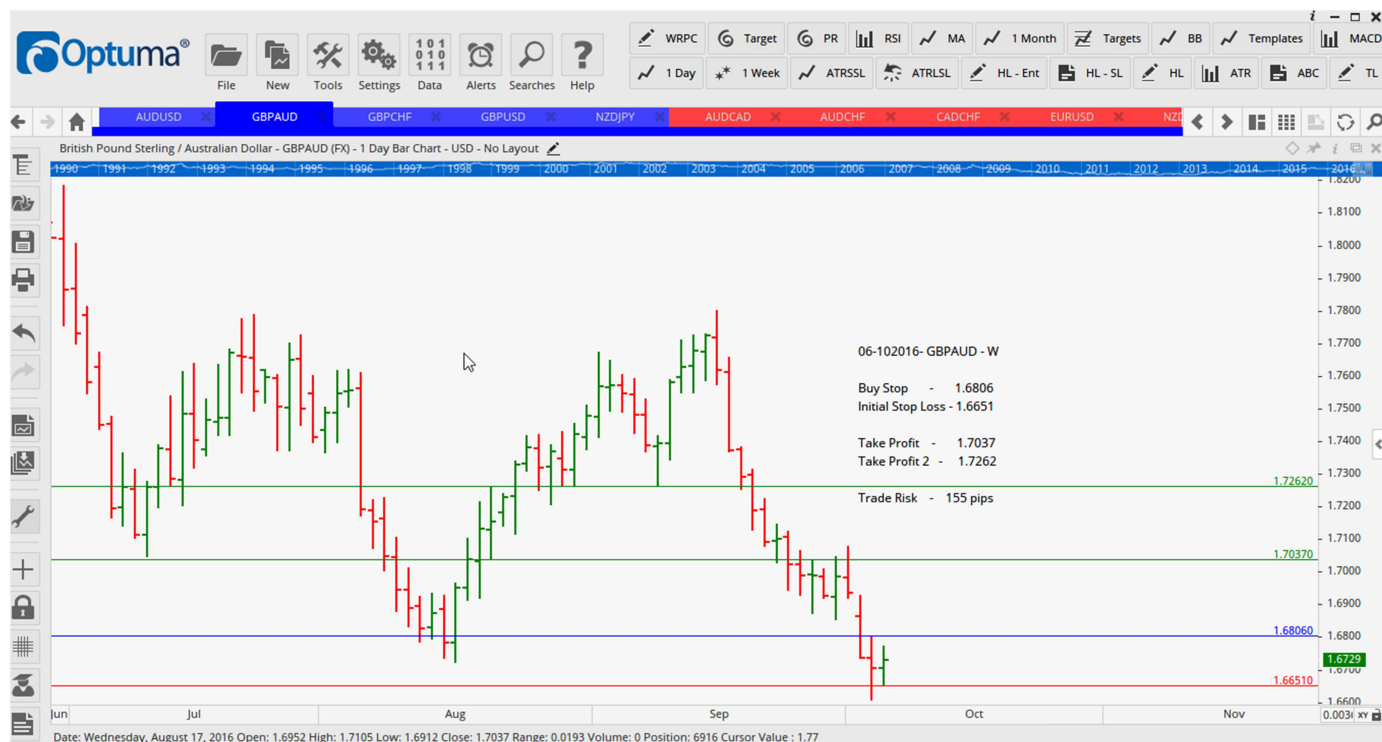 Optuma®
File New Tools Settings Data Alerts Searches Help
WRPC Target PR RSI MA 1 Month Targets BB Templates MACD
1 Day 1 Week ATRSSL ATRLSL HL - Ent HL - SL HL ATR ABC TL
AUDUSD GBPAUD GBPCHF GBPUSD NZDJPY AUDCAD AUDCHF CADCHF EURUSD
British Pound Sterling / Australian Dollar - GBPAUD (FX) - 1 Day Bar Chart - USD - No Layout
1990 1991 1992 1993 1994 1995 1996 1997 1998 1999 2000 2001 2002 2003 2004 2005 2006 2007 2008 2009 2010 2011 2012 2013 2014 2015 2016
1.8200
1.8100
1.8000
1.7900
1.7800
1.7700
06-102016- GBPAUD - W
1.7600
Buy Stop - 1.6806
1.7500
Initial Stop Loss - 1.6651
1.7400
Take Profit - 1.7037
Take Profit 2 - 1.7262
1.7300
1.72620
Trade Risk - 155 pips
1.7200
1.7100
1.70370
1.7000
1.6900
1.68060
1.6800
1.6729
1.6700
1.66510
1.6600
Jun Jul Aug Sep Oct Nov XY
Date: Wednesday, August 17, 2016 Open: 1.6952 High: 1.7105 Low: 1.6912 Close: 1.7037 Range: 0.0193 Volume: 0 Position: 6916 Cursor Value : 1.77